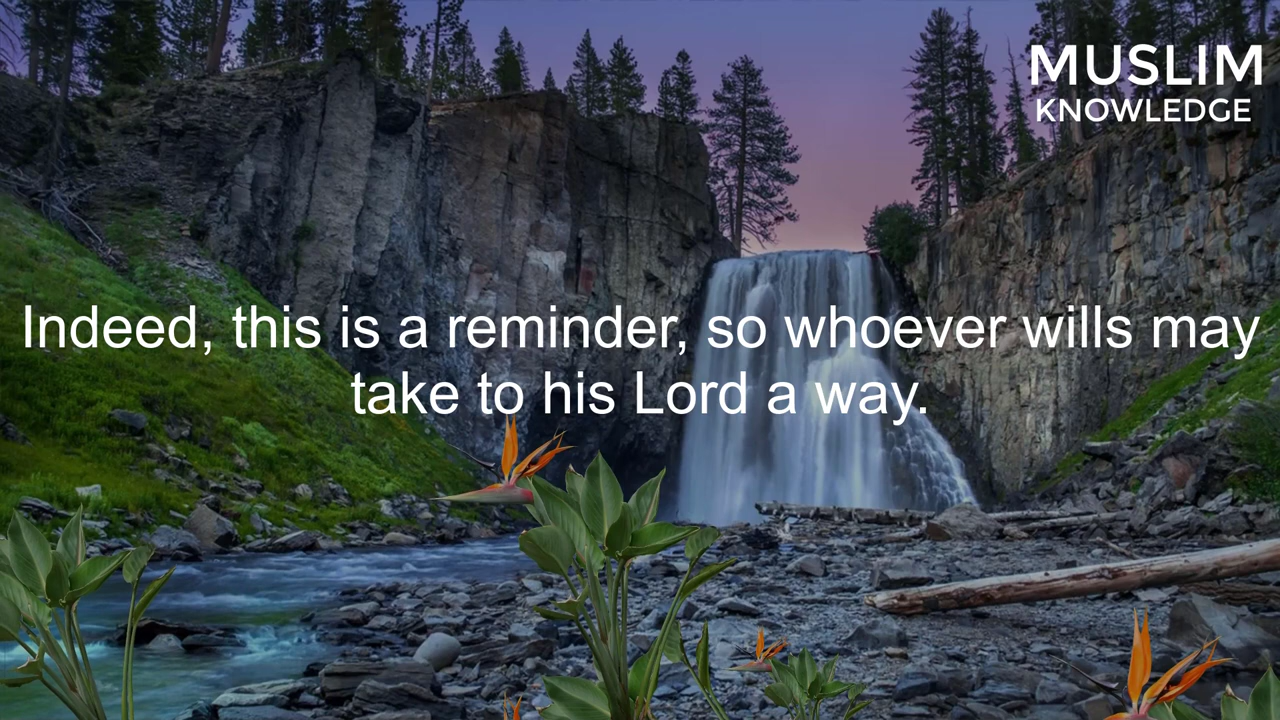 MUSLIM
KNOWLEDGE
Indeed, this is a reminder, so whoever wills may
take to his Lord a way.